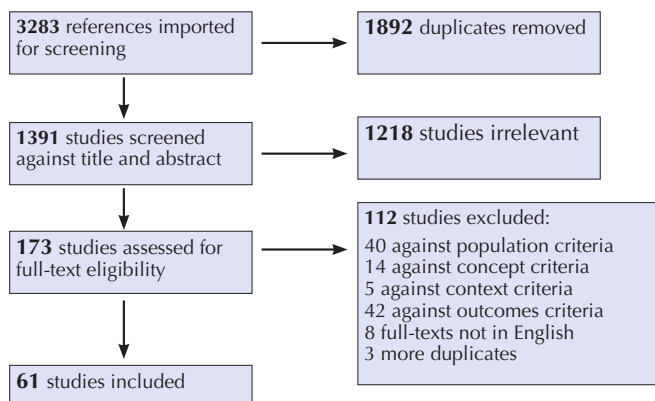 3283 references imported
for screening
1892 duplicates removed
1391 studies screened
against title and abstract
1218 studies irrelevant
173 studies assessed for
full-text eligibility
112 studies excluded:
40 against population criteria
14 against concept criteria
5 against context criteria
42 against outcomes criteria
8 full-texts not in English
3 more duplicates
61 studies included